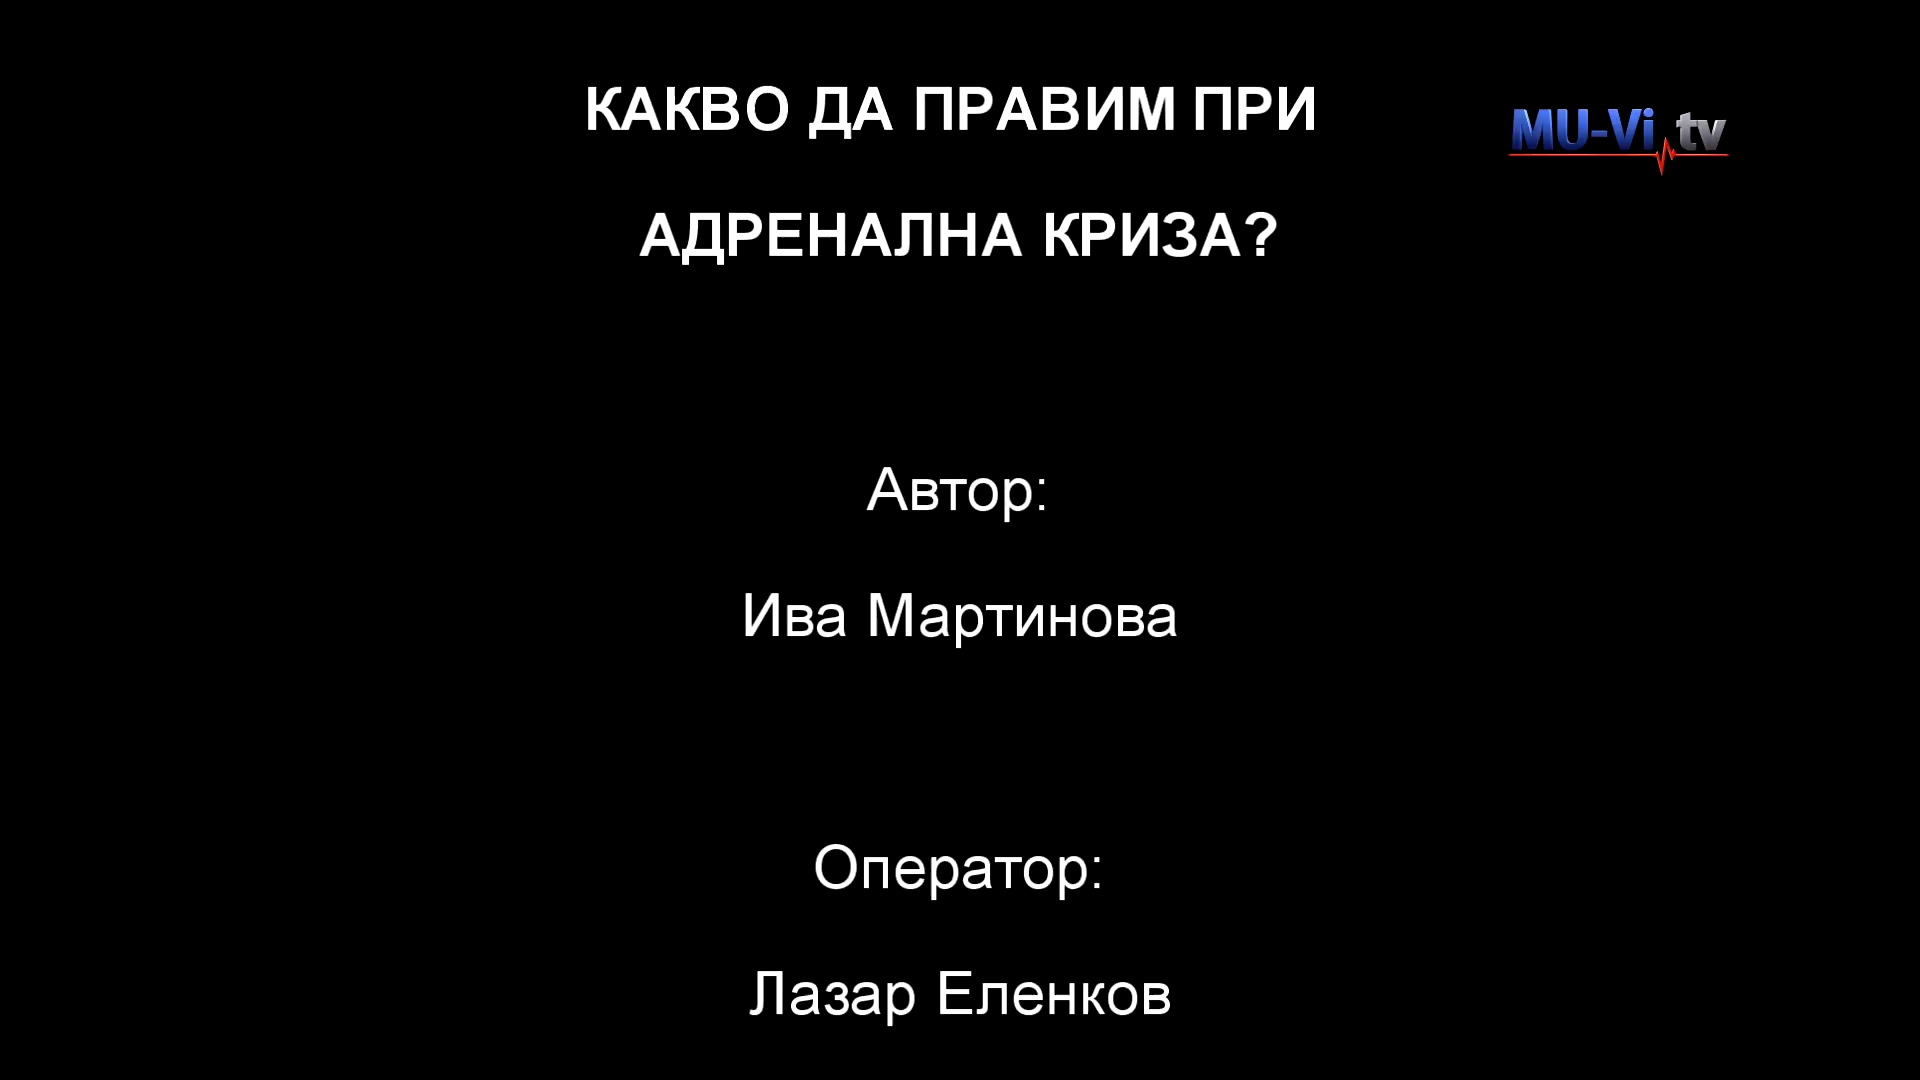 КАКВО ДА ПРАВИМ ПРИ
MU-Vi.tv
АДРЕНАЛНА КРИЗА?
Автор:
Ива Мартинова
Оператор:
Лазар Еленков